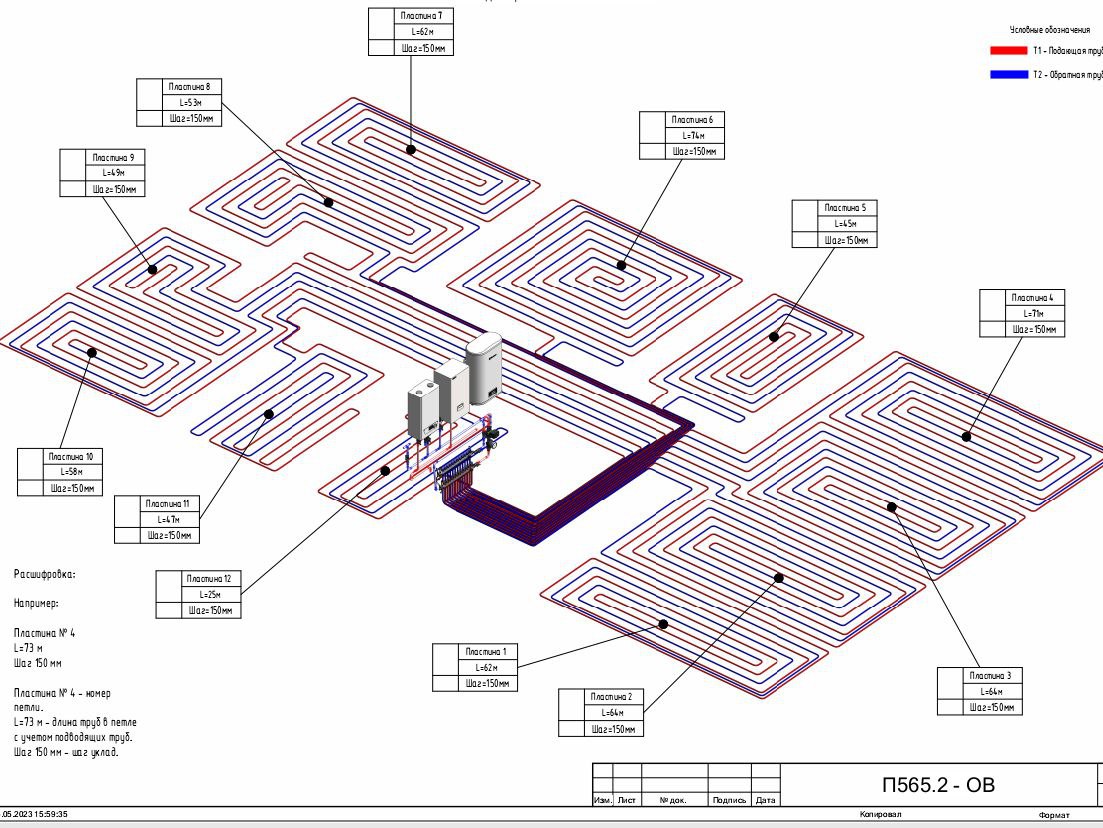 Пластина 7
L=62м
Шаг=150мм
Условные обозначения
Т1 - Подающая труб
Т2 - Обратная труб
Пластина 8
L=53м
Шаг=150мм
Пластина 6
L=74м
Шаг=150мм
Пластина 9
L=49м
Шаг=150мм
Пластина 5
L=45м
Шаг=150мм
Пластина 4
L=71м
Шаг=150мм
Пластина 10
L=58м
Шаг=150мм
Пластина 11
L=47м
Шаг=150мм
Пластина 12
L=25м
Шаг=150мм
Расшифровка:
Например:
Пластина № 4
L=73 м
Шаг 150 мм
Пластина № 4 - номер
петли.
L=73 м - длина труб в петле
с учетом подводящих труб.
Шаг 150 мм - шаг уклад.
Пластина 1
L=62м
Шаг=150мм
Пластина 2
L=64м
Шаг=150мм
Пластина 3
L=64м
Шаг=150мм
П565.2 - ОВ
Изм. Лист № док. Подпись Дата
.05.2023 15:59:35
Копировал
Формат